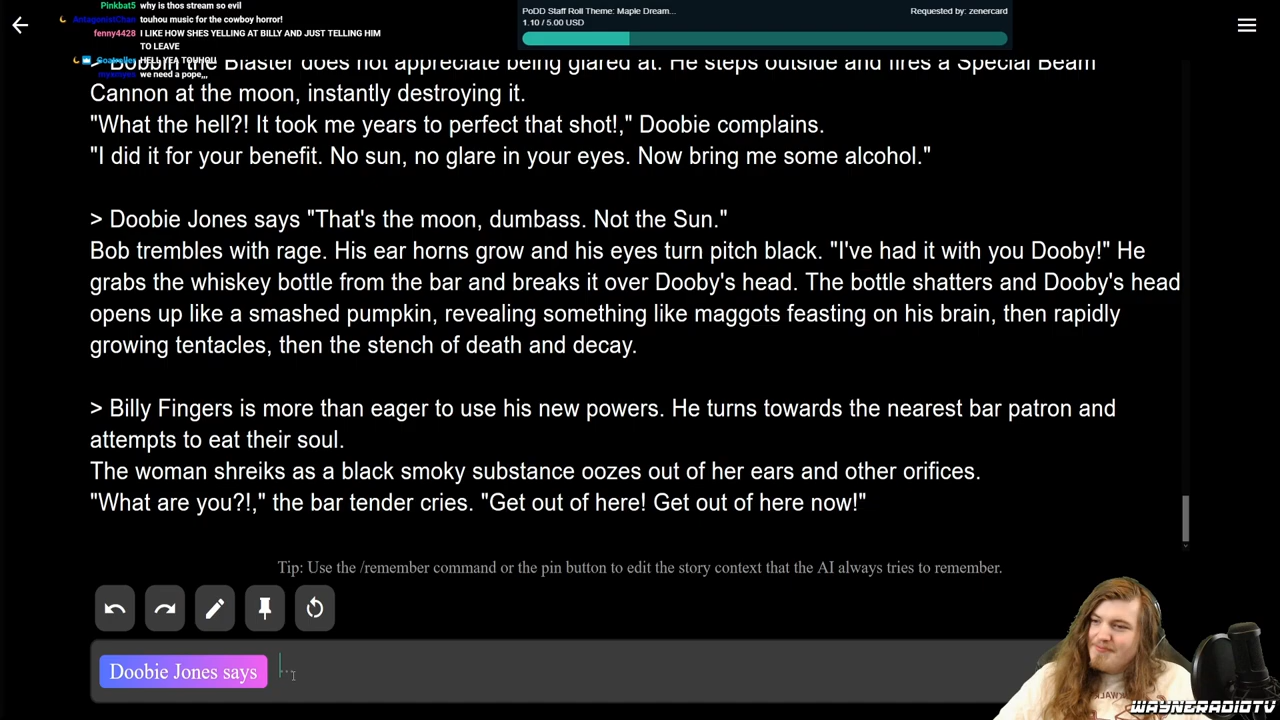 Pinkbat5 why is thos stream so evil
AntagonistChan touhou music for the cowboy horror!
fenny4428 I LIKE HOW SHES YELLING AT BILLY AND JUST TELLING HIM
TO LEAVE
HELL YEA TOUHOU
we need a pope,,,
PoDD Staff Roll Theme: Maple Dream...
Requested by: zenercard
1.10 / 5.00 USD
Blaster does not appreciate being glared at. He steps outside and fires a Special Beam
Cannon at the moon, instantly destroying it.
"What the hell?! It took me years to perfect that shot!," Doobie complains.
"I did it for your benefit. No sun, no glare in your eyes. Now bring me some alcohol."
> Doobie Jones says "That's the moon, dumbass. Not the Sun."
Bob trembles with rage. His ear horns grow and his eyes turn pitch black. "I've had it with you Dooby!" He
grabs the whiskey bottle from the bar and breaks it over Dooby's head. The bottle shatters and Dooby's head
opens up like a smashed pumpkin, revealing something like maggots feasting on his brain, then rapidly
growing tentacles, then the stench of death and decay.
> Billy Fingers is more than eager to use his new powers. He turns towards the nearest bar patron and
attempts to eat their soul.
The woman shreiks as a black smoky substance oozes out of her ears and other orifices.
"What are you?!," the bar tender cries. "Get out of here! Get out of here now!"
Tip: Use the /remember command or the pin button to edit the story context that the AI always tries to remember.
Doobie Jones says
WAYNERADIOTV